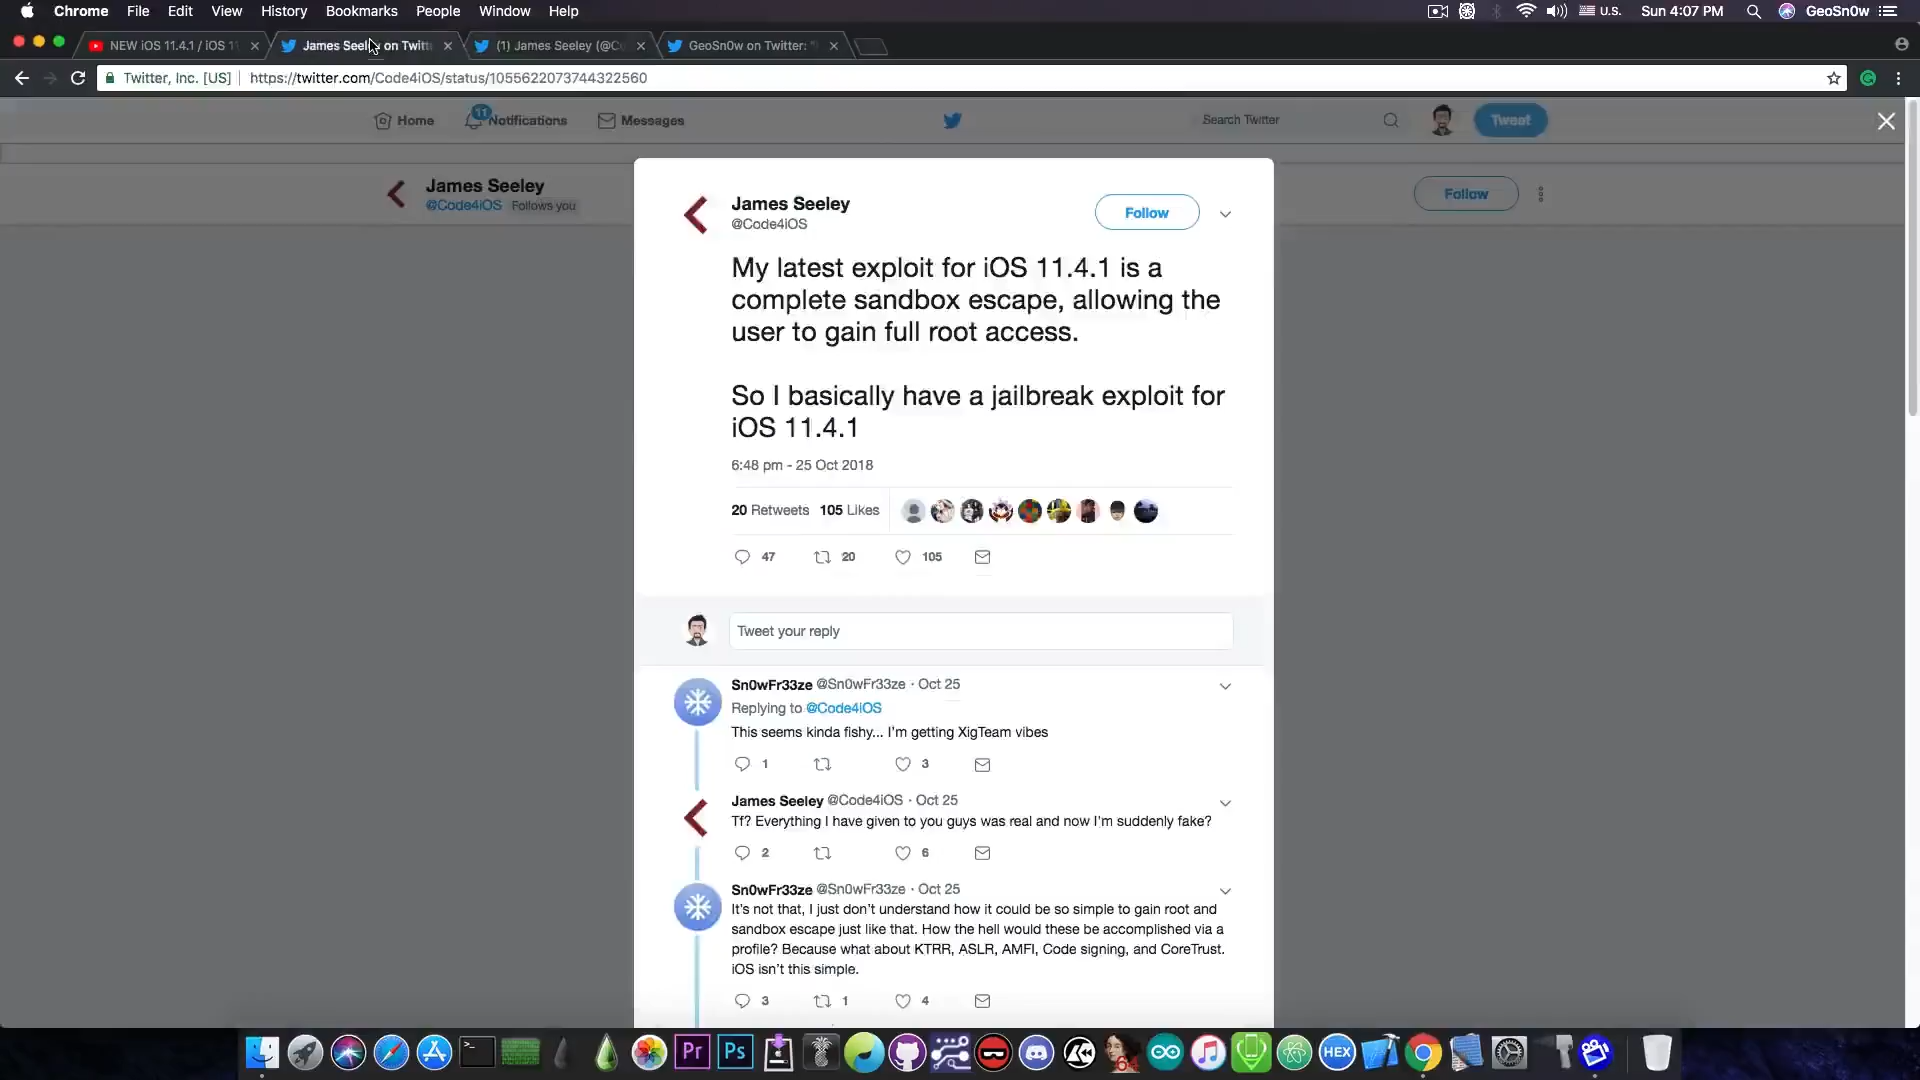 Chrome File Edit View History Bookmarks People Window Help U.S. Sun 4:07 PM GeoSn0w
NEW iOS 11.4.1 / iOS 1 James Seeley on Twitt (1) James Seeley (@C GeoSn0w on Twitter: "
Twitter, Inc. [US] https://twitter.com/Code4iOS/status/1055622073744322560
Home 11 Notifications Messages Search Twitter Tweet
James Seeley
@Code4iOS Follows you
Follow
James Seeley
@Code4iOS
Follow
My latest exploit for iOS 11.4.1 is a
complete sandbox escape, allowing the
user to gain full root access.
So I basically have a jailbreak exploit for
iOS 11.4.1
6:48 pm - 25 Oct 2018
20 Retweets 105 Likes
47 20 105
Tweet your reply
Sn0wFr33ze @Sn0wFr33ze · Oct 25
Replying to @Code4iOS
This seems kinda fishy... I'm getting XigTeam vibes
1 3
James Seeley @Code4iOS · Oct 25
Tf? Everything I have given to you guys was real and now I'm suddenly fake?
2 6
Sn0wFr33ze @Sn0wFr33ze · Oct 25
It's not that, I just don't understand how it could be so simple to gain root and
sandbox escape just like that. How the hell would these be accomplished via a
profile? Because what about KTRR, ASLR, AMFI, Code signing, and CoreTrust.
iOS isn't this simple.
3 1 4
Pr Ps 64 HEX